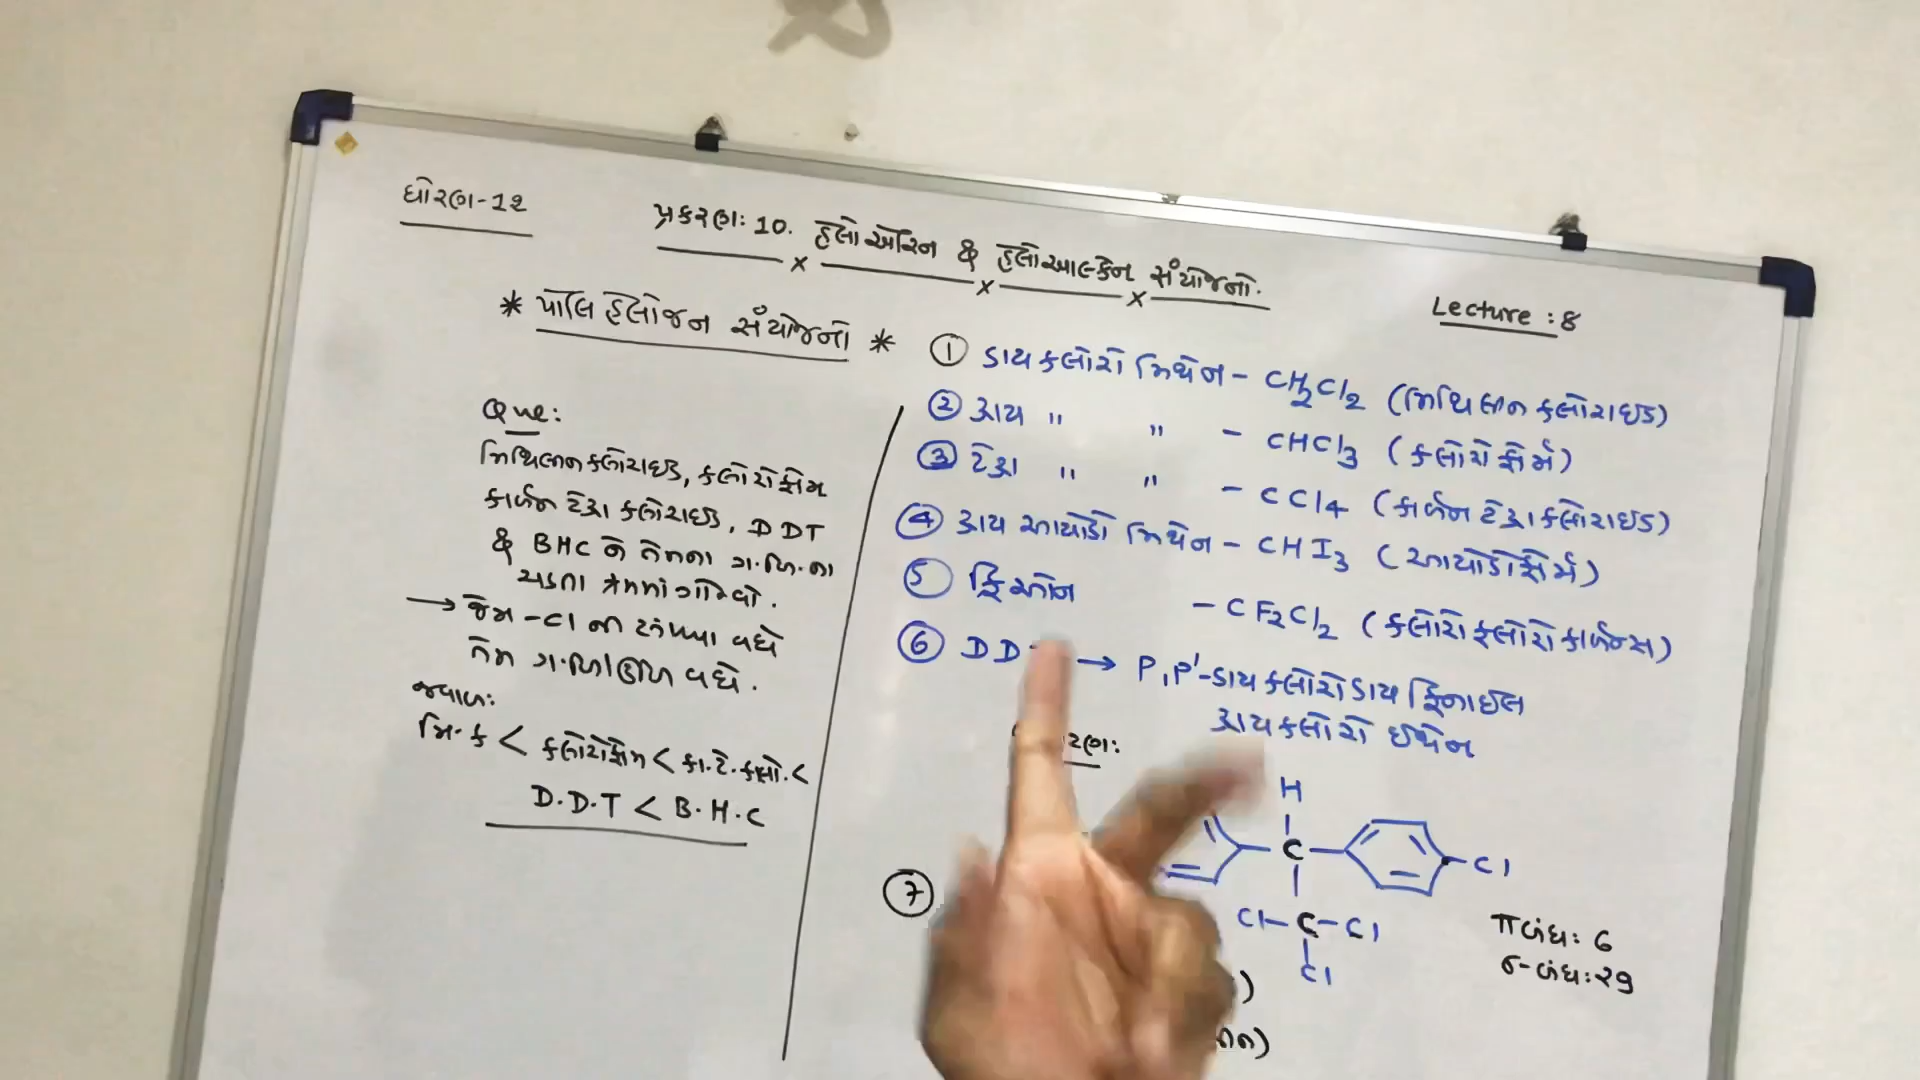 ધોરણ-12
પ્રકરણ: 10. હેલોએરિન & હેલોઆલ્કેન સંયોજનો.
Lecture : 8
* પોલિ હેલોજન સંયોજનો *
Que:
મિથિલીન ક્લોરાઇડ, ક્લોરોફોમ
કાર્બન ટેટ્રા ક્લોરાઇડ, DDT
& BHC ને તેમના ગ.બિ.ના
ચડતા ક્રમમાં ગોઠવો.
→ જેમ -Cl ની સંખ્યા વધે
તેમ ગ.બિ/ઉ.બિ વધે.
જવાબ:
મિ.ક < ક્લોરોફોમ < કા.ટે.ક્લો. <
D.D.T < B.H.C
① ડાયક્લોરો મિથેન - CH2Cl2 (મિથિલીન ક્લોરાઇડ)
② ટ્રાય " " - CHCl3 (ક્લોરોફોર્મ)
③ ટેટ્રા " " - CCl4 (કાર્બન ટેટ્રાક્લોરાઇડ)
④ ટ્રાય આયોડો મિથેન - CHI3 (આયોડોફોર્મ)
⑤ ફ્રિઓન - CF2Cl2 (ક્લોરોફ્લોરો કાર્બન્સ)
⑥ DD → P,P'-ડાયક્લોરોડાયફિનાઇલ
ટ્રાયક્લોરો ઇથેન
H
C
Cl
Cl-C-Cl
Cl
π બંધ: 6
σ-બંધ: 29
⑦